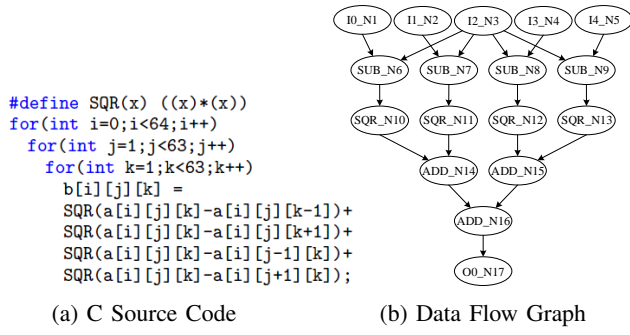 #define SQR(x) ((x)*(x))
for(int i=0;i<64;i++)
for(int j=1;j<63;j++)
for(int k=1;k<63;k++)
b[i][j][k] =
SQR(a[i][j][k]-a[i][j][k-1])+
SQR(a[i][j][k]-a[i][j][k+1])+
SQR(a[i][j][k]-a[i][j-1][k])+
SQR(a[i][j][k]-a[i][j+1][k]);
(a) C Source Code
I0_N1 I1_N2 I2_N3 I3_N4 I4_N5
SUB_N6 SUB_N7 SUB_N8 SUB_N9
SQR_N10 SQR_N11 SQR_N12 SQR_N13
ADD_N14 ADD_N15
ADD_N16
O0_N17
(b) Data Flow Graph